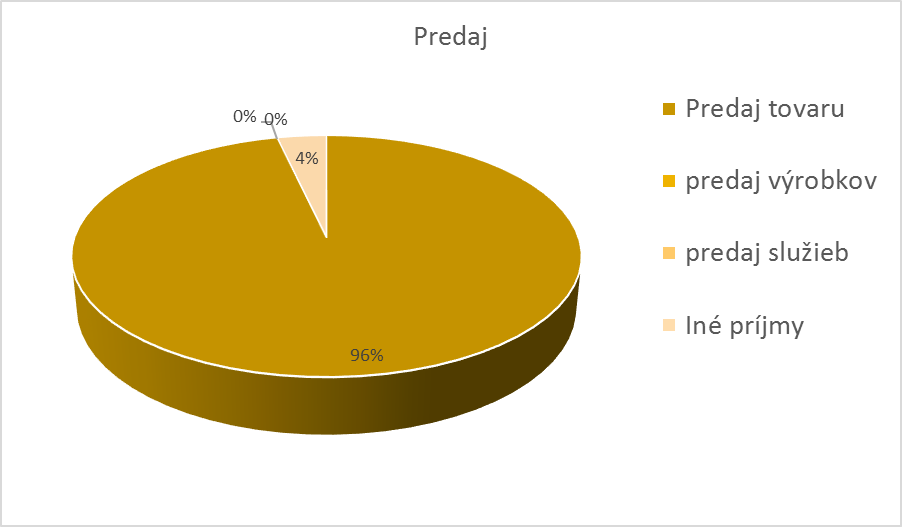 Predaj
0% 0%
4%
96%
Predaj tovaru
predaj výrobkov
predaj služieb
Iné príjmy